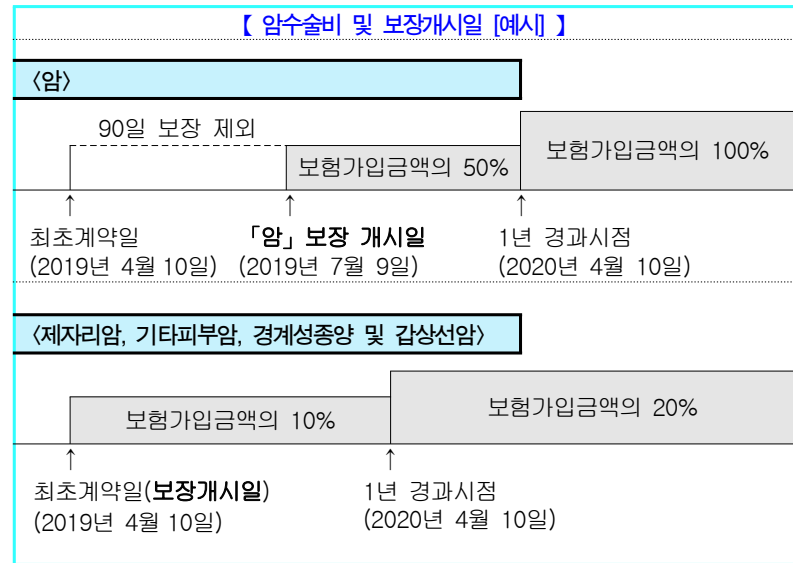 【 암수술비 및 보장개시일 [예시] 】
〈암〉
90일 보장 제외
보험가입금액의 50%
보험가입금액의 100%
↑ ↑ ↑
최초계약일 「암」보장 개시일 1년 경과시점
(2019년 4월 10일) (2019년 7월 9일) (2020년 4월 10일)
〈제자리암, 기타피부암, 경계성종양 및 갑상선암〉
보험가입금액의 10%
보험가입금액의 20%
↑ ↑
최초계약일(보장개시일) 1년 경과시점
(2019년 4월 10일) (2020년 4월 10일)